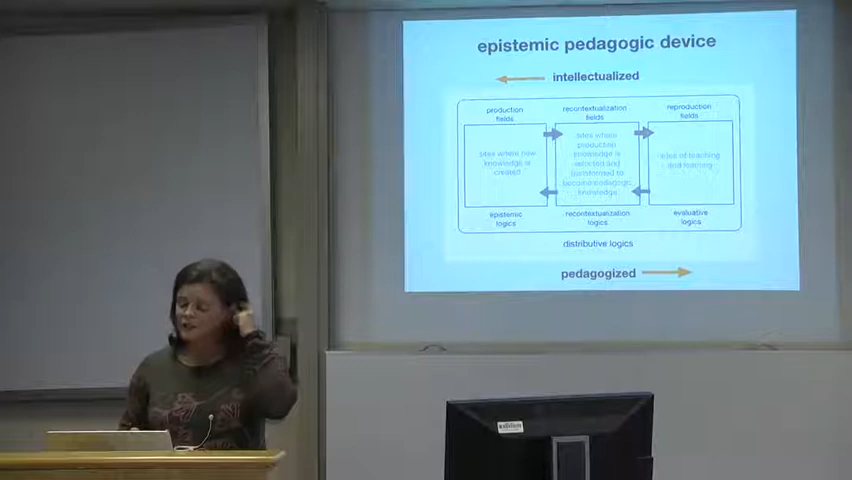 epistemic pedagogic device
intellectualized
production
fields
recontextualization
fields
reproduction
fields
sites where new
knowledge is
created
sites where
production
knowledge is
selected and
transformed to
become pedagogic
knowledge
sites of teaching
and learning
epistemic
logics
recontextualization
logics
evaluative
logics
distributive logics
pedagogized